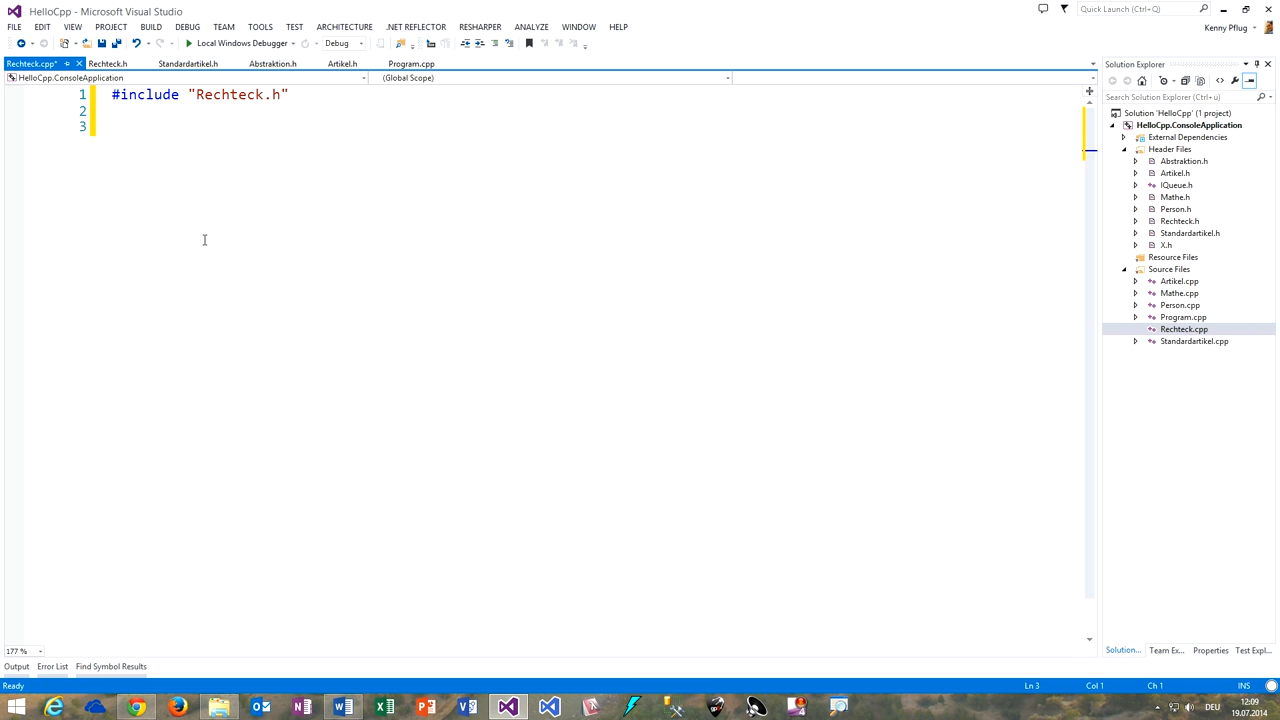 HelloCpp - Microsoft Visual Studio
Quick Launch (Ctrl+Q)
FILE EDIT VIEW PROJECT BUILD DEBUG TEAM TOOLS TEST ARCHITECTURE .NET REFLECTOR RESHARPER ANALYZE WINDOW HELP
Kenny Pflug
Local Windows Debugger Debug
Rechteck.cpp* Rechteck.h Standardartikel.h Abstraktion.h Artikel.h Program.cpp
HelloCpp.ConsoleApplication (Global Scope)
1 #include "Rechteck.h"
2
3
177 %
Output Error List Find Symbol Results
Solution Explorer
Search Solution Explorer (Ctrl+ü)
Solution 'HelloCpp' (1 project)
HelloCpp.ConsoleApplication
External Dependencies
Header Files
Abstraktion.h
Artikel.h
IQueue.h
Mathe.h
Person.h
Rechteck.h
Standardartikel.h
X.h
Resource Files
Source Files
Artikel.cpp
Mathe.cpp
Person.cpp
Program.cpp
Rechteck.cpp
Standardartikel.cpp
Solution... Team Ex... Properties Test Expl...
Ready Ln 3 Col 1 Ch 1 INS
DEU
12:09
19.07.2014